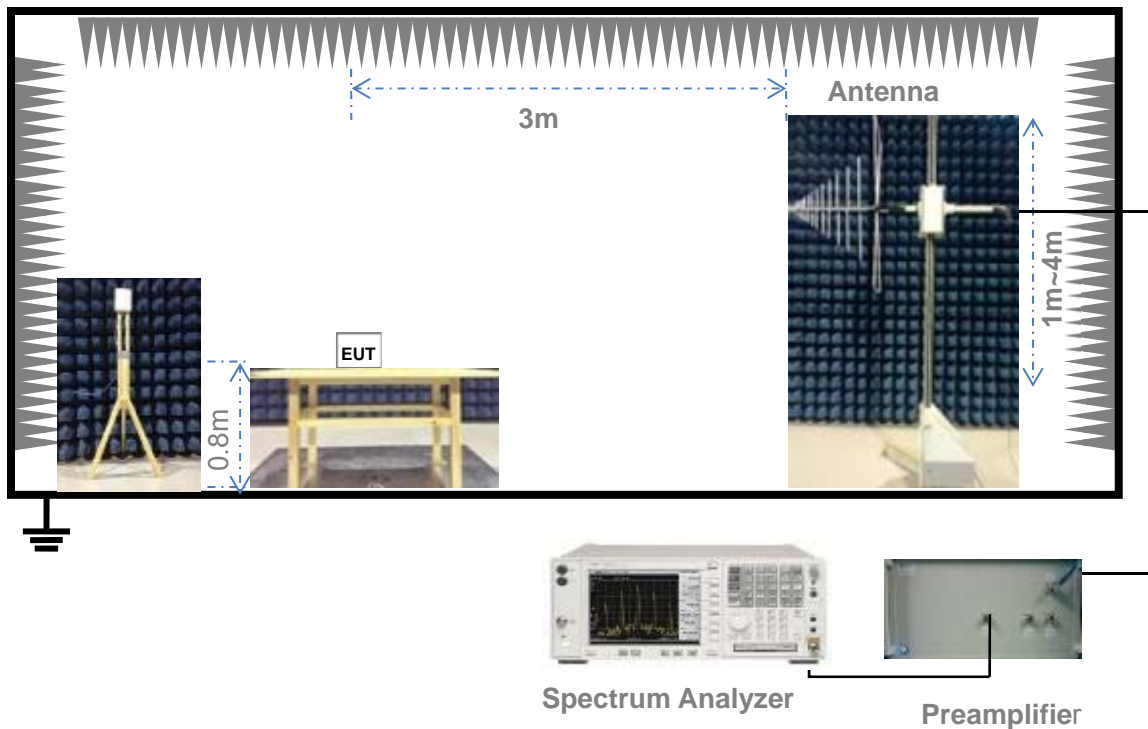 Antenna
3m
1m~4m
EUT
0.8m
Spectrum Analyzer
Preamplifier